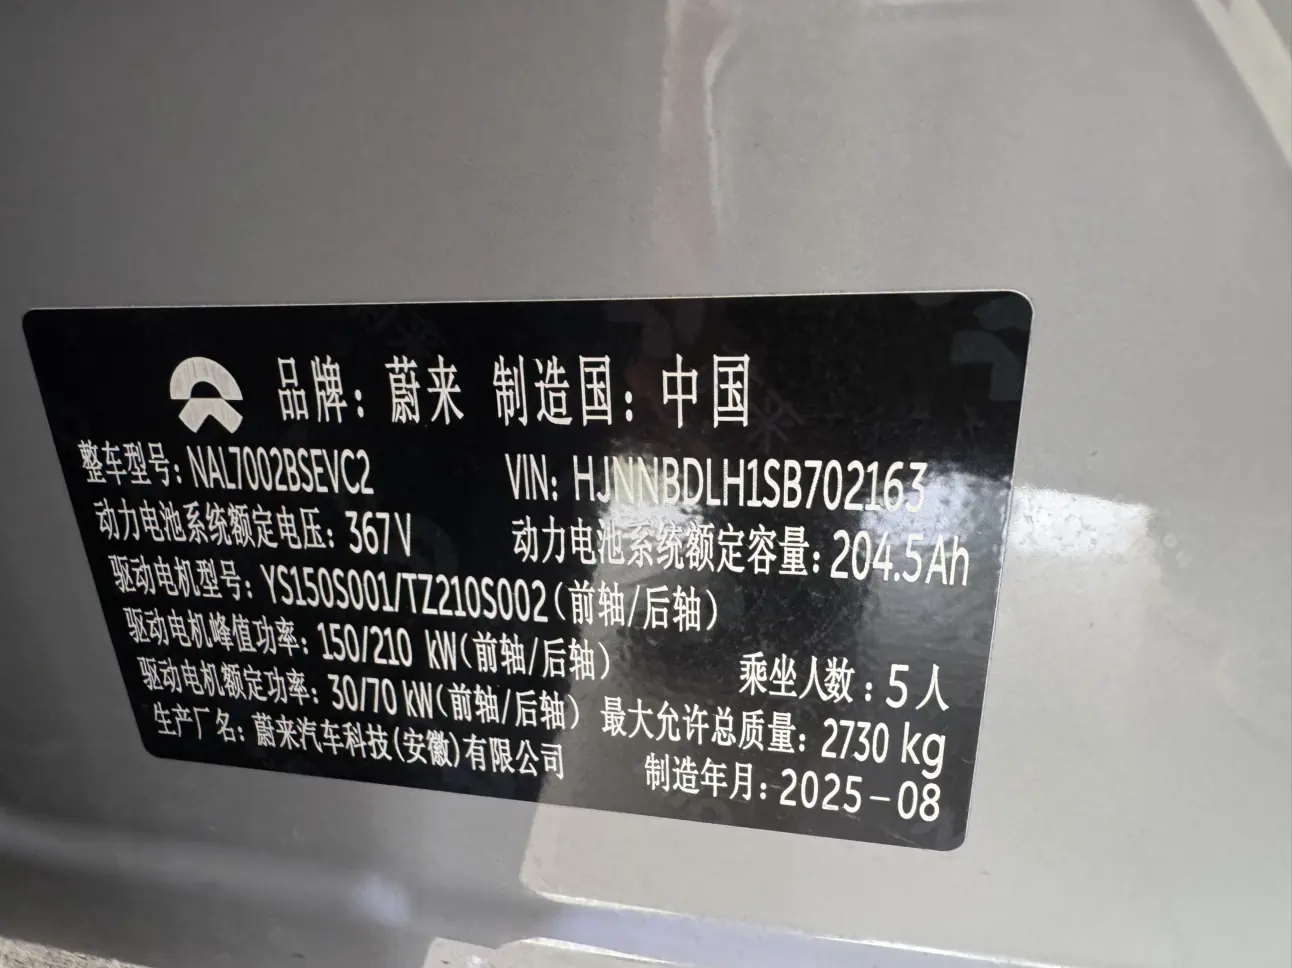 品牌：蔚来 制造国：中国
整车型号：NAL7002BSEVC2 VIN：HJNNBDLH1SB702163
动力电池系统额定电压：367V 动力电池系统额定容量：204.5Ah
驱动电机型号：YS150S001/TZ210S002(前轴/后轴)
驱动电机峰值功率：150/210 kW(前轴/后轴) 乘坐人数：5人
驱动电机额定功率：30/70 kW(前轴/后轴) 最大允许总质量：2730 kg
生产厂名：蔚来汽车科技(安徽)有限公司 制造年月：2025-08